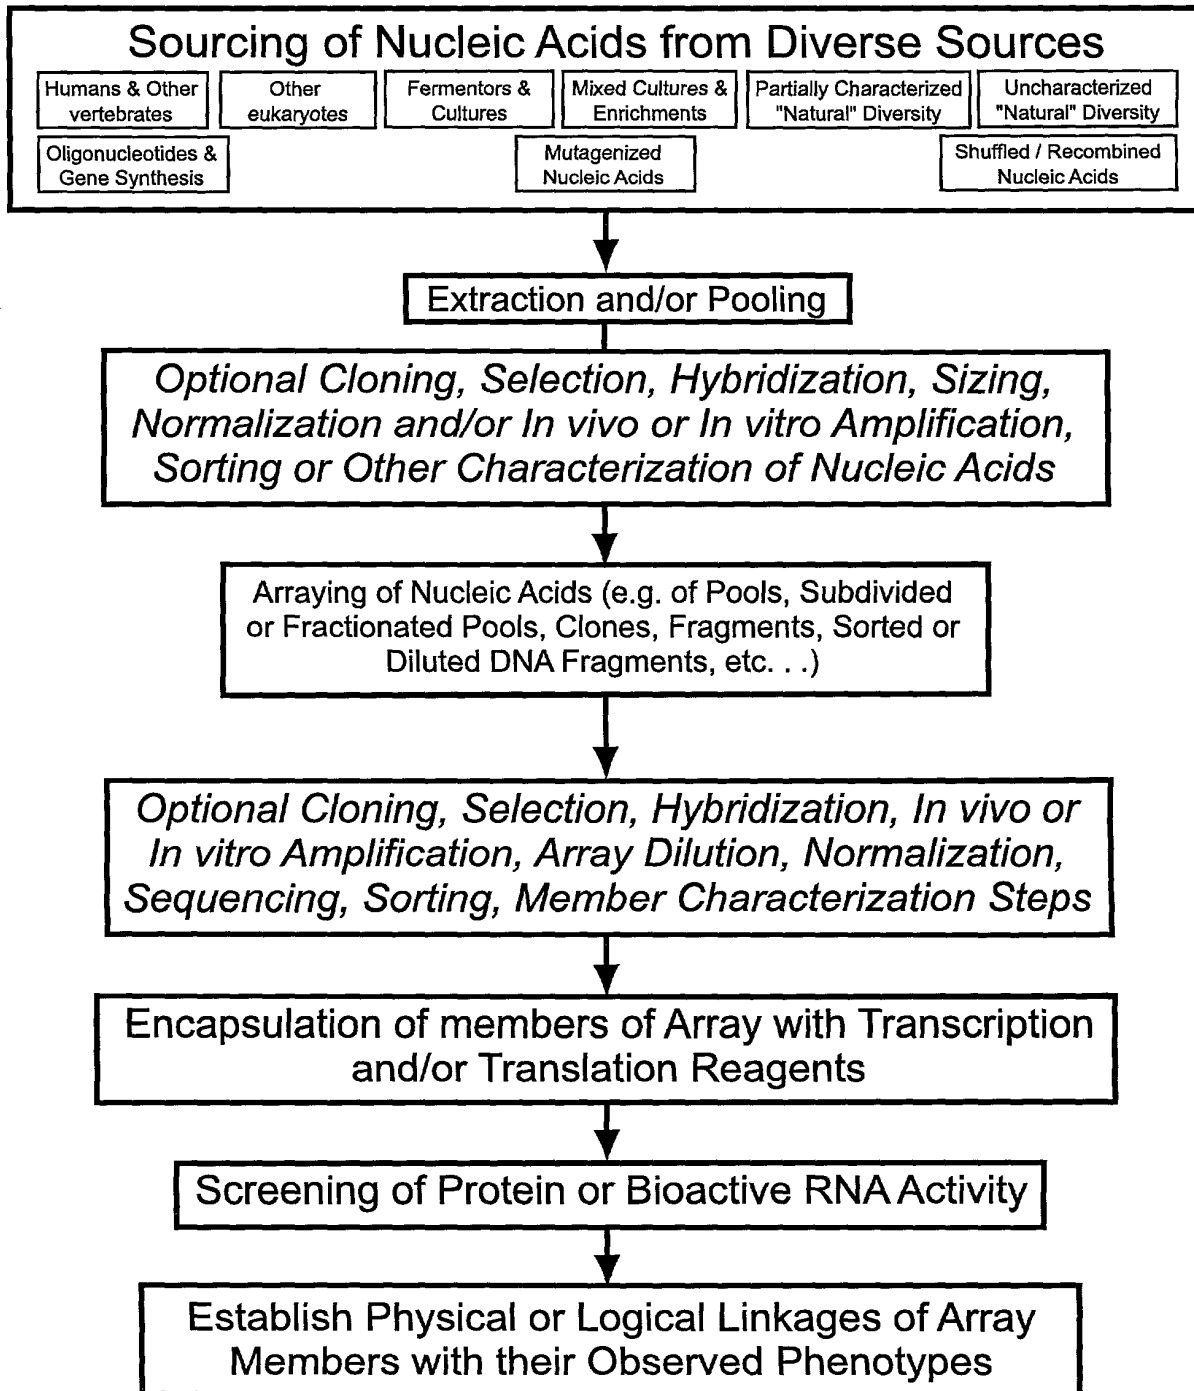 Sourcing of Nucleic Acids from Diverse Sources
Humans & Other
vertebrates
Other
eukaryotes
Fermentors &
Cultures
Mixed Cultures &
Enrichments
Partially Characterized
"Natural" Diversity
Uncharacterized
"Natural" Diversity
Oligonucleotides &
Gene Synthesis
Mutagenized
Nucleic Acids
Shuffled / Recombined
Nucleic Acids
Extraction and/or Pooling
Optional Cloning, Selection, Hybridization, Sizing,
Normalization and/or In vivo or In vitro Amplification,
Sorting or Other Characterization of Nucleic Acids
Arraying of Nucleic Acids (e.g. of Pools, Subdivided
or Fractionated Pools, Clones, Fragments, Sorted or
Diluted DNA Fragments, etc. . .)
Optional Cloning, Selection, Hybridization, In vivo or
In vitro Amplification, Array Dilution, Normalization,
Sequencing, Sorting, Member Characterization Steps
Encapsulation of members of Array with Transcription
and/or Translation Reagents
Screening of Protein or Bioactive RNA Activity
Establish Physical or Logical Linkages of Array
Members with their Observed Phenotypes